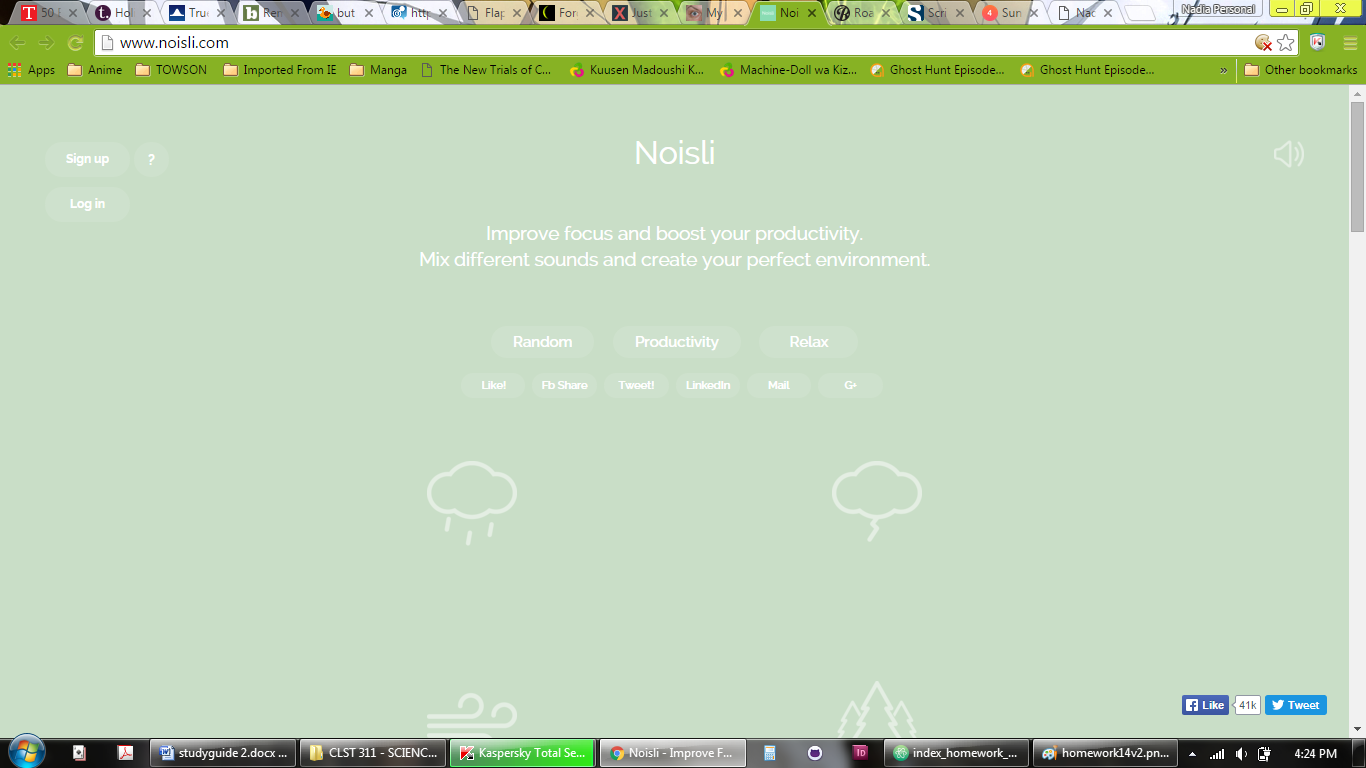 50
Hol
True
Ren
but
http
Flap
For
Just
My
Noi
Roa
Scri
4
Sun
Nac
Nadia Personal
www.noisli.com
Apps
Anime
TOWSON
Imported From IE
Manga
The New Trials of C...
Kuusen Madoushi K...
Machine-Doll wa Kiz...
Ghost Hunt Episode...
Ghost Hunt Episode...
»
Other bookmarks
Sign up
?
Log in
Noisli
Improve focus and boost your productivity.
Mix different sounds and create your perfect environment.
Random
Productivity
Relax
Like!
Fb Share
Tweet!
LinkedIn
Mail
G+
Like
41k
Tweet
studyguide 2.docx ...
CLST 311 - SCIENC...
Kaspersky Total Se...
Noisli - Improve F...
Id
index_homework_...
homework14v2.pn...
4:24 PM